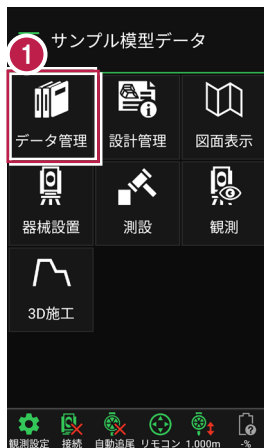 サンプル模型データ
1
データ管理 設計管理 図面表示
器械設置 測設 観測
3D施工
観測設定 接続 自動追尾 リモコン 1.000m -%